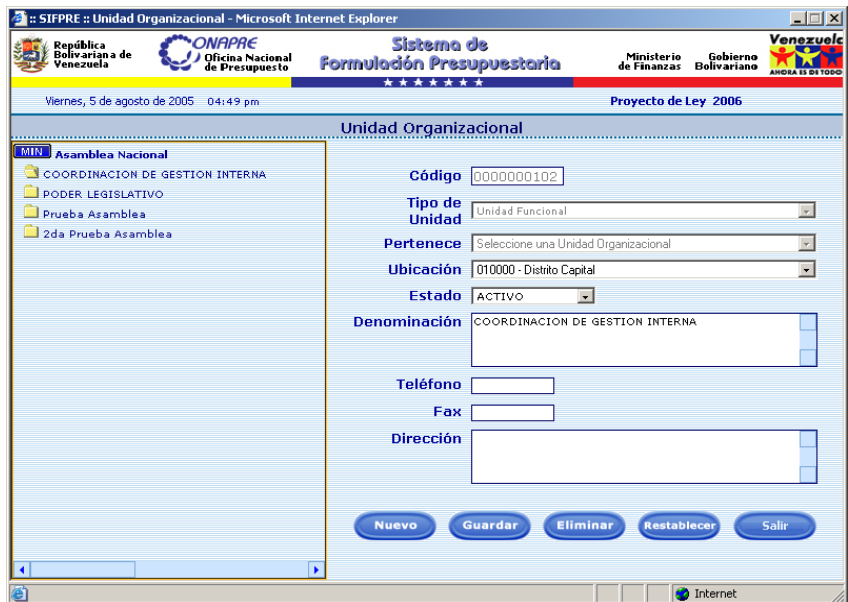 :: SIFPRE :: Unidad Organizacional - Microsoft Internet Explorer
República
Bolivariana de
Venezuela
ONAPRE
Oficina Nacional
de Presupuesto
Sistema de
Formulación Presupuestaria
Ministerio
de Finanzas
Gobierno
Bolivariano
Venezuela
AHORA ES DE TODOS
Viernes, 5 de agosto de 2005 04:49 pm
Proyecto de Ley 2006
Unidad Organizacional
MIN Asamblea Nacional
COORDINACION DE GESTION INTERNA
PODER LEGISLATIVO
Prueba Asamblea
2da Prueba Asamblea
Código 0000000102
Tipo de
Unidad Unidad Funcional
Pertenece Seleccione una Unidad Organizacional
Ubicación 010000 - Distrito Capital
Estado ACTIVO
Denominación COORDINACION DE GESTION INTERNA
Teléfono
Fax
Dirección
Nuevo Guardar Eliminar Restablecer Salir
Internet